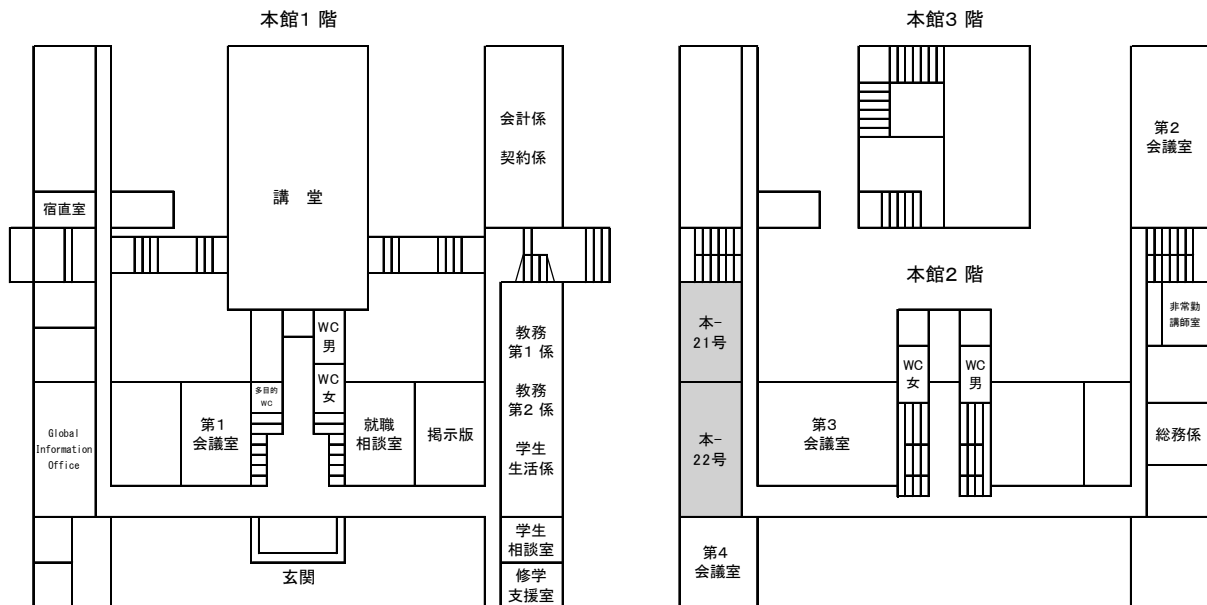 本館1 階
会計係
契約係
宿直室
講 堂
WC
男
WC
女
多目的
WC
第1
会議室
就職
相談室
掲示版
教務
第1 係
教務
第2 係
学生
生活係
Global
Information
Office
学生
相談室
修学
支援室
玄関
本館3 階
第2
会議室
本館2 階
本-
21号
非常勤
講師室
WC
女
WC
男
本-
22号
第3
会議室
総務係
第4
会議室